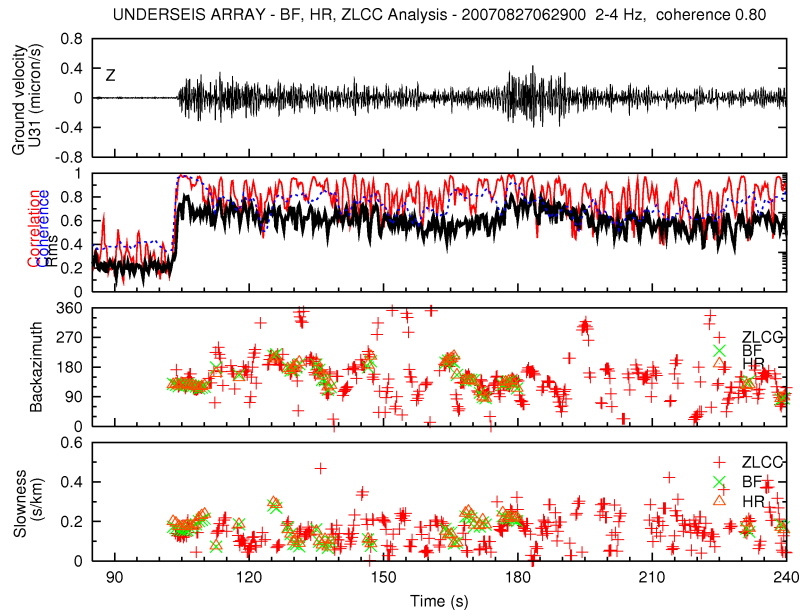 UNDERSEIS ARRAY - BF, HR, ZLCC Analysis - 20070827062900  2-4 Hz,  coherence 0.80
Ground velocity
U31 (micron/s)
0.8
0.4
0
-0.4
-0.8
Z
Correlation
Coherence
Rms
1
0.8
0.6
0.4
0.2
0
Backazimuth
360
270
180
90
0
ZLCC
BF
HR
Slowness
(s/km)
0.6
0.4
0.2
0
ZLCC
BF
HR
90
120
150
180
210
240
Time (s)